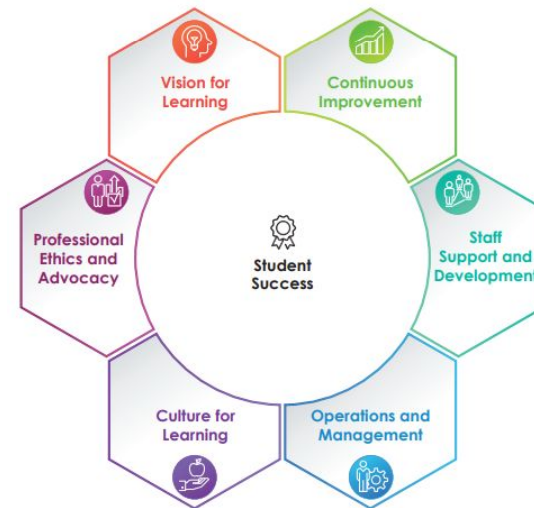 Vision for
Learning
Continuous
Improvement
Professional
Ethics and
Advocacy
Student
Success
Staff
Support and
Development
Culture for
Learning
Operations and
Management